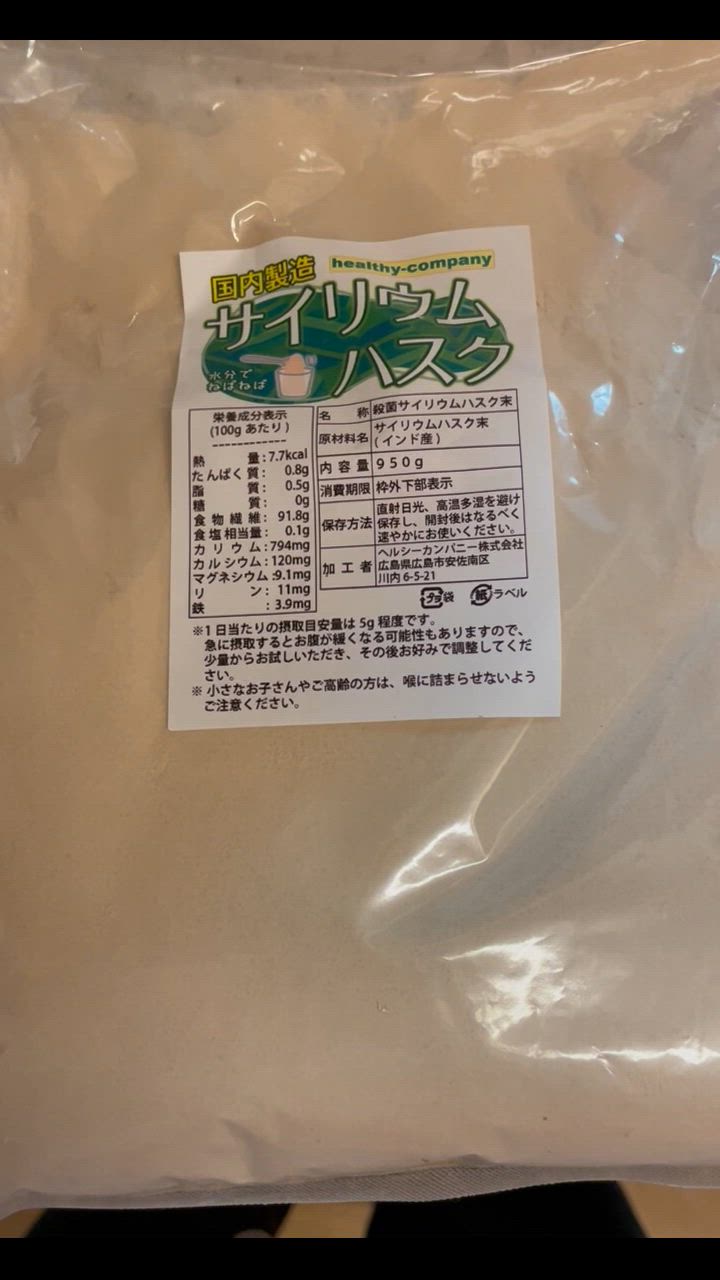 国内製造
healthy-company
サイリウム
ハスク
水分で
ねばねば
栄養成分表示
(100g あたり)
熱量:7.7kcal
たんぱく質: 0.8g
脂質: 0.5g
糖質: 0g
食物繊維: 91.8g
食塩相当量: 0.1g
カリウム:794mg
カルシウム:120mg
マグネシウム:9.1mg
リン: 11mg
鉄: 3.9mg
名称 殺菌サイリウムハスク末
原材料名 サイリウムハスク末
(インド産)
内容量 950g
消費期限 枠外下部表示
保存方法 直射日光、高温多湿を避け
保存し、開封後はなるべく
速やかにお使いください。
加工者 ヘルシーカンパニー株式会社
広島県広島市安佐南区
川内 6-5-21
プラ 袋 紙 ラベル
※1日当たりの摂取目安量は 5g 程度です。
急に摂取するとお腹が緩くなる可能性もありますので、
少量からお試しいただき、その後お好みで調整してくだ
さい。
※ 小さなお子さんやご高齢の方は、喉に詰まらせないよう
ご注意ください。